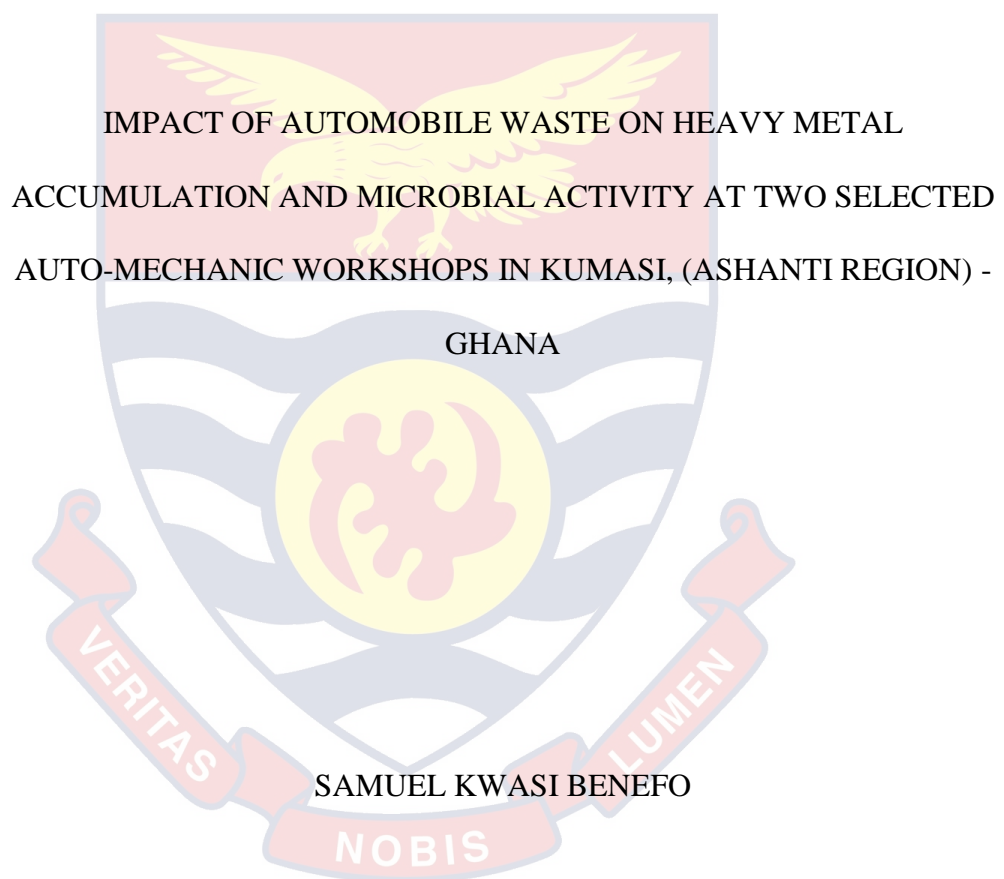 IMPACT OF AUTOMOBILE WASTE ON HEAVY METAL
ACCUMULATION AND MICROBIAL ACTIVITY AT TWO SELECTED
AUTO-MECHANIC WORKSHOPS IN KUMASI, (ASHANTI REGION) -
GHANA
SAMUEL KWASI BENEFO
VERITAS
NOBIS
LUMEN